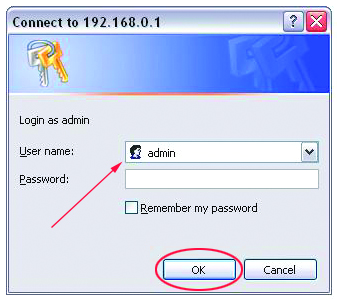 Connect to 192.168.0.1
Login as admin
User name: admin
Password:
Remember my password
OK Cancel